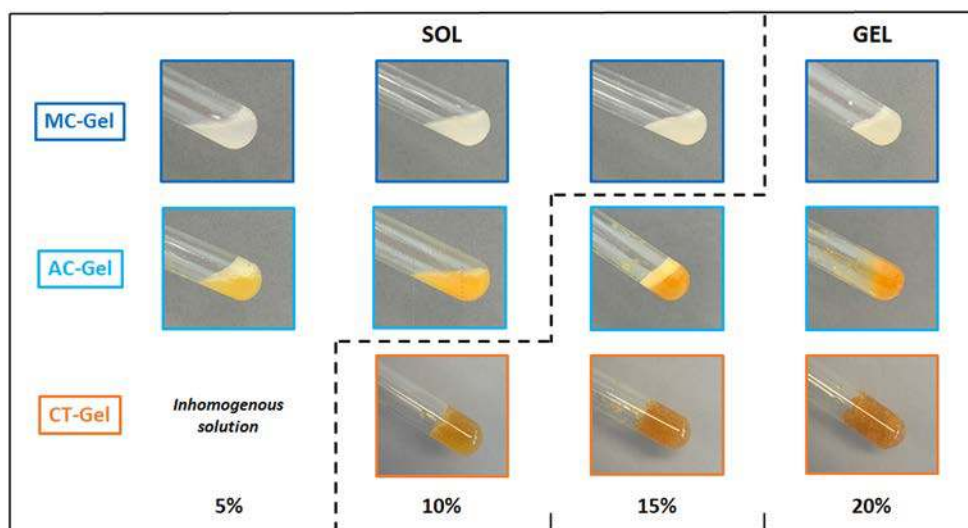 SOL
GEL
MC-Gel
AC-Gel
CT-Gel
Inhomogenous
solution
5%
10%
15%
20%